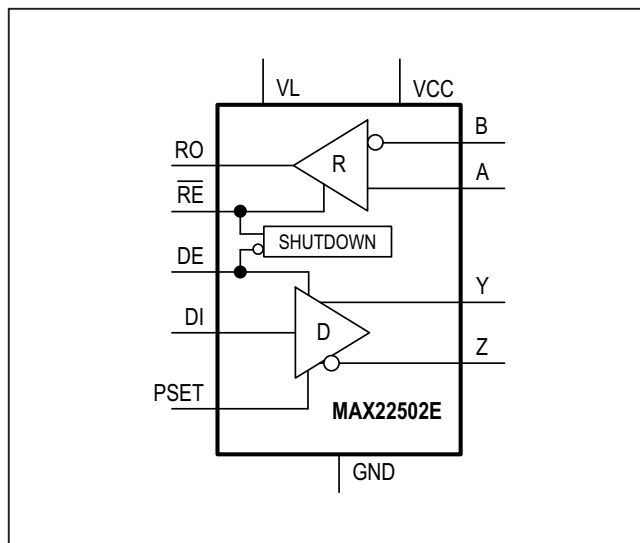 VL
VCC
B
RO
R
A
RE
SHUTDOWN
DE
Y
DI
D
Z
PSET
MAX22502E
GND